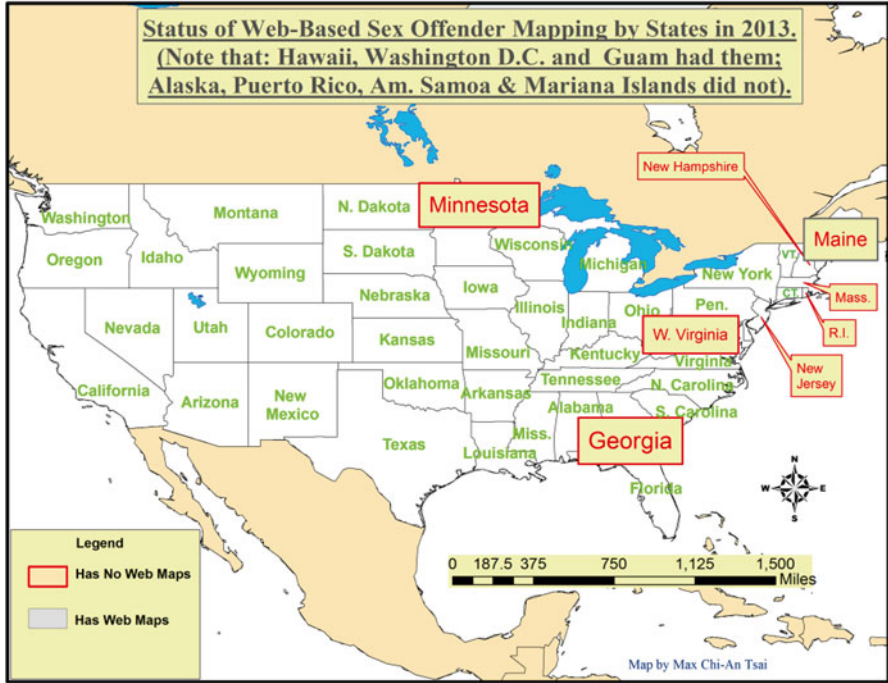 Status of Web-Based Sex Offender Mapping by States in 2013.
(Note that: Hawaii, Washington D.C. and Guam had them;
Alaska, Puerto Rico, Am. Samoa & Mariana Islands did not).
New Hampshire
Washington
Montana
N. Dakota
Minnesota
Maine
Oregon
Idaho
S. Dakota
Wisconsin
Michigan
VT.
New York
Wyoming
Mass.
Nebraska
Iowa
CT.
Pen.
Nevada
Utah
Colorado
Illinois
Indiana
Ohio
W. Virginia
R.I.
Kansas
Missouri
Kentucky
Virginia
New
Jersey
California
Arizona
New
Mexico
Oklahoma
Arkansas
Tennessee
N. Carolina
Alabama
S. Carolina
Texas
Louisiana
Miss.
Georgia
Florida
N
W E
S
Legend
Has No Web Maps
Has Web Maps
0 187.5 375 750 1,125 1,500
Miles
Map by Max Chi-An Tsai